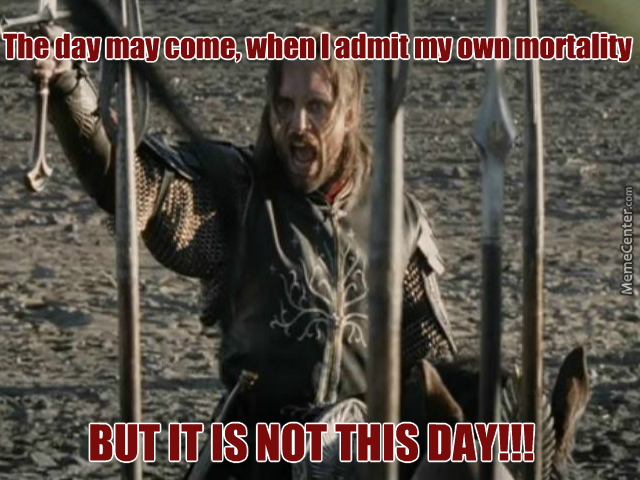 The day may come, when I admit my own mortality
MemeCenter.com
BUT IT IS NOT THIS DAY!!!